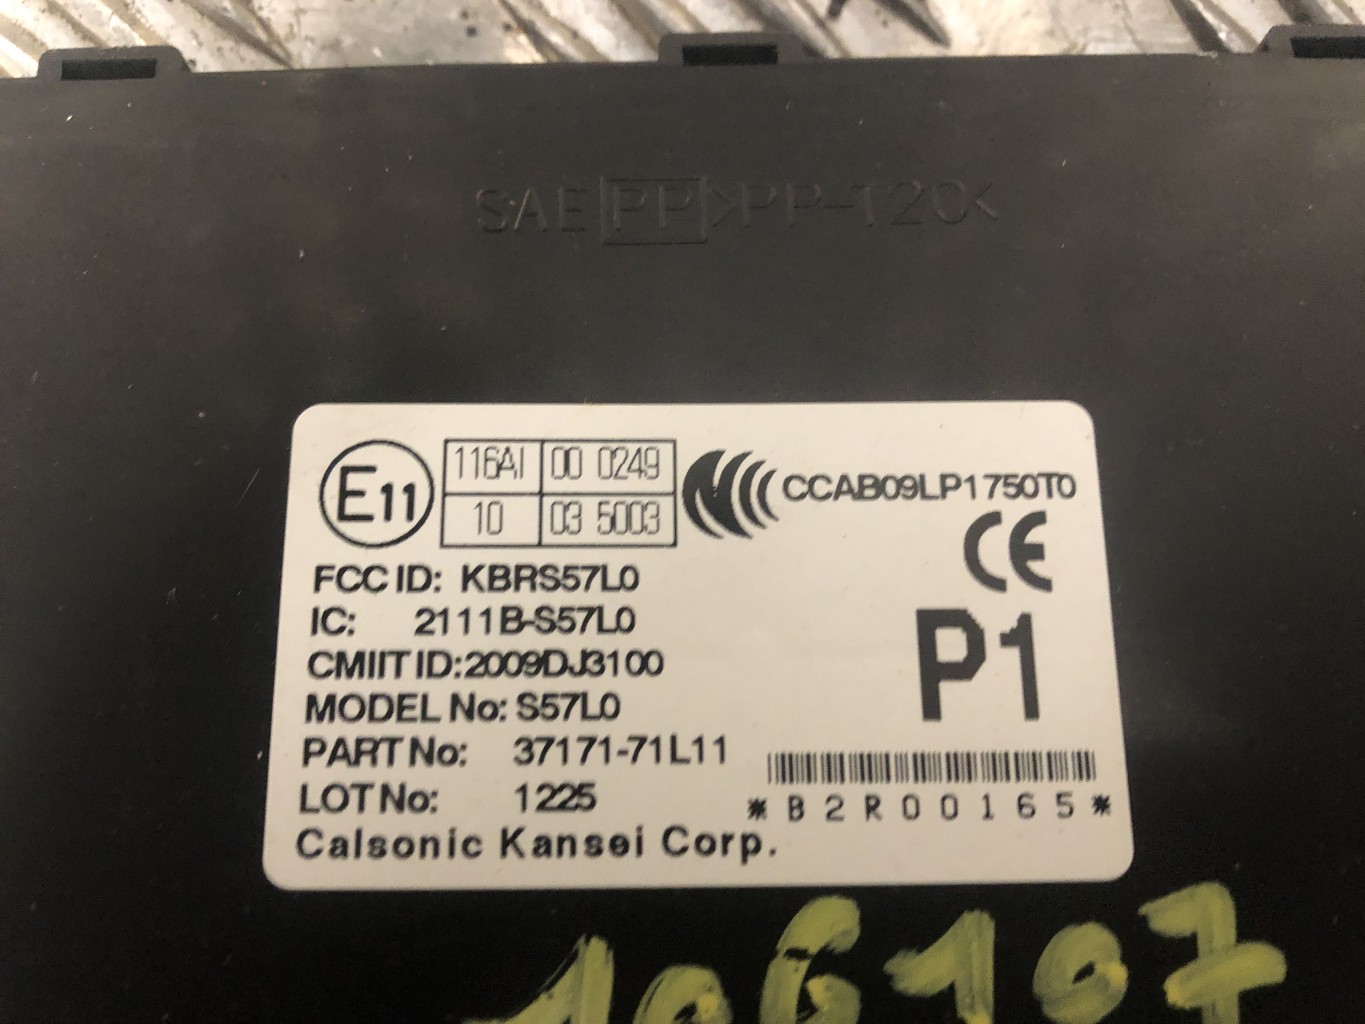 SAE PP >PP-T20<
E11 116AI 00 0249 CCAB09LP1750T0
10 03 5003
CE
FCC ID: KBRS57L0
IC: 2111B-S57L0
CMIIT ID:2009DJ3100
MODEL No: S57L0
P1
PART No: 37171-71L11
LOT No: 1225
*B2R00165*
Calsonic Kansei Corp.
106107